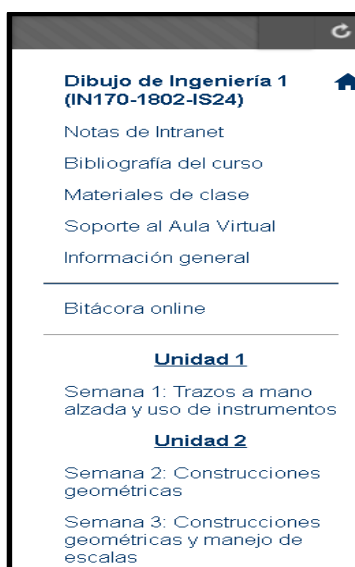 Dibujo de Ingeniería 1
(IN170-1802-IS24)
Notas de Intranet
Bibliografía del curso
Materiales de clase
Soporte al Aula Virtual
Información general
Bitácora online
Unidad 1
Semana 1: Trazos a mano
alzada y uso de instrumentos
Unidad 2
Semana 2: Construcciones
geométricas
Semana 3: Construcciones
geométricas y manejo de
escalas